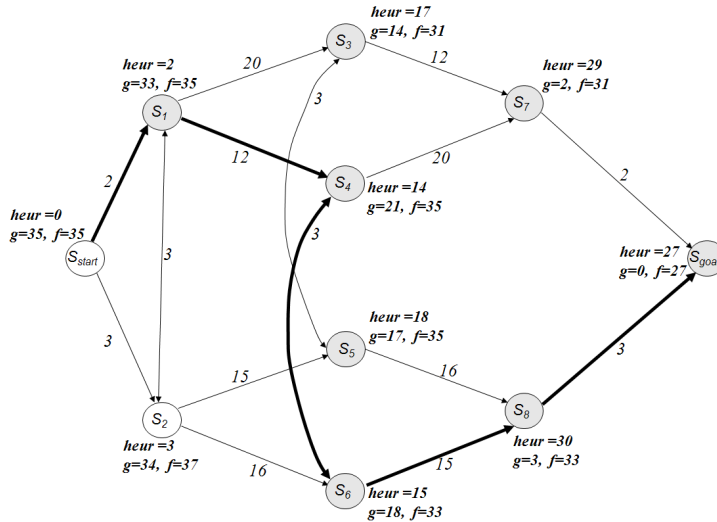 heur =17
g=14, f=31
S3
heur =2
g=33, f=35
S1
20
12
heur =29
g=2, f=31
S7
3
12
S4
20
heur =14
g=21, f=35
2
2
heur =0
g=35, f=35
Sstart
3
3
heur =27
g=0, f=27
Sgoal
3
heur =18
g=17, f=35
S5
15
16
3
S2
heur =3
g=34, f=37
16
S8
heur =30
g=3, f=33
15
S6
heur =15
g=18, f=33